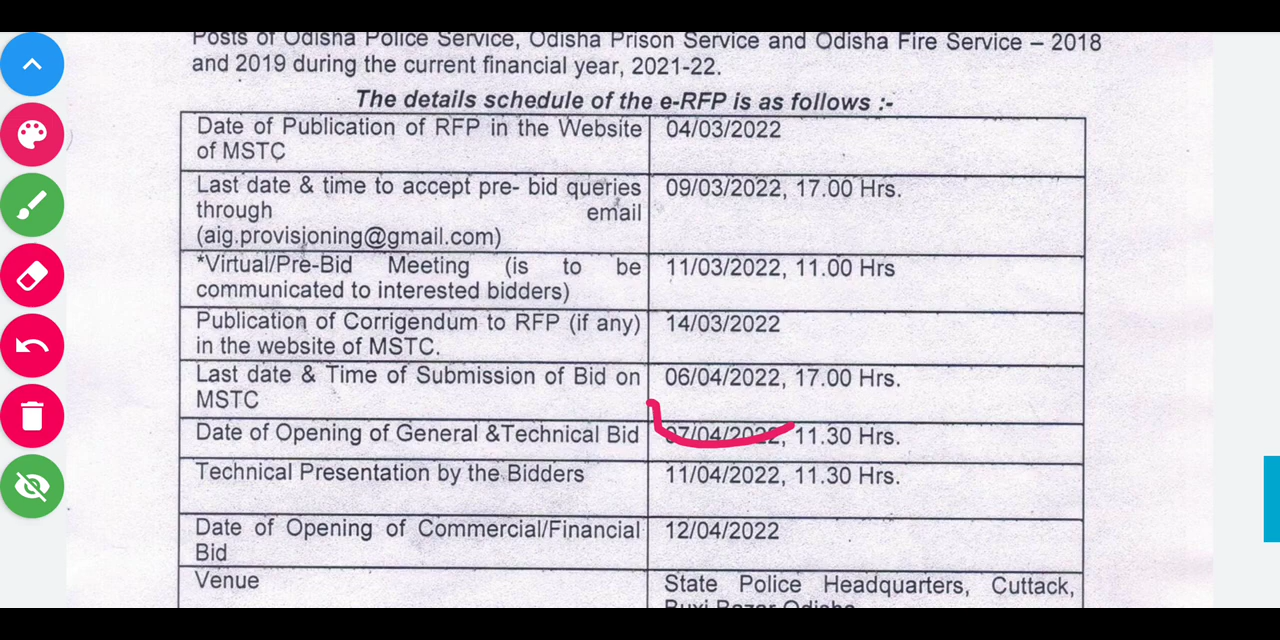 Posts of Odisha Police Service, Odisha Prison Service and Odisha Fire Service – 2018
and 2019 during the current financial year, 2021-22.
The details schedule of the e-RFP is as follows :-
Date of Publication of RFP in the Website
of MSTC
04/03/2022
Last date & time to accept pre- bid queries
through email
(aig.provisjoning@gmail.com)
09/03/2022, 17.00 Hrs.
*Virtual/Pre-Bid Meeting (is to be
communicated to interested bidders)
11/03/2022, 11.00 Hrs
Publication of Corrigendum to RFP (if any)
in the website of MSTC.
14/03/2022
Last date & Time of Submission of Bid on
MSTC
06/04/2022, 17.00 Hrs.
Date of Opening of General &Technical Bid
07/04/2022, 11.30 Hrs.
Technical Presentation by the Bidders
11/04/2022, 11.30 Hrs.
Date of Opening of Commercial/Financial
Bid
12/04/2022
Venue
State Police Headquarters, Cuttack,
Buxi Bazar Odisha